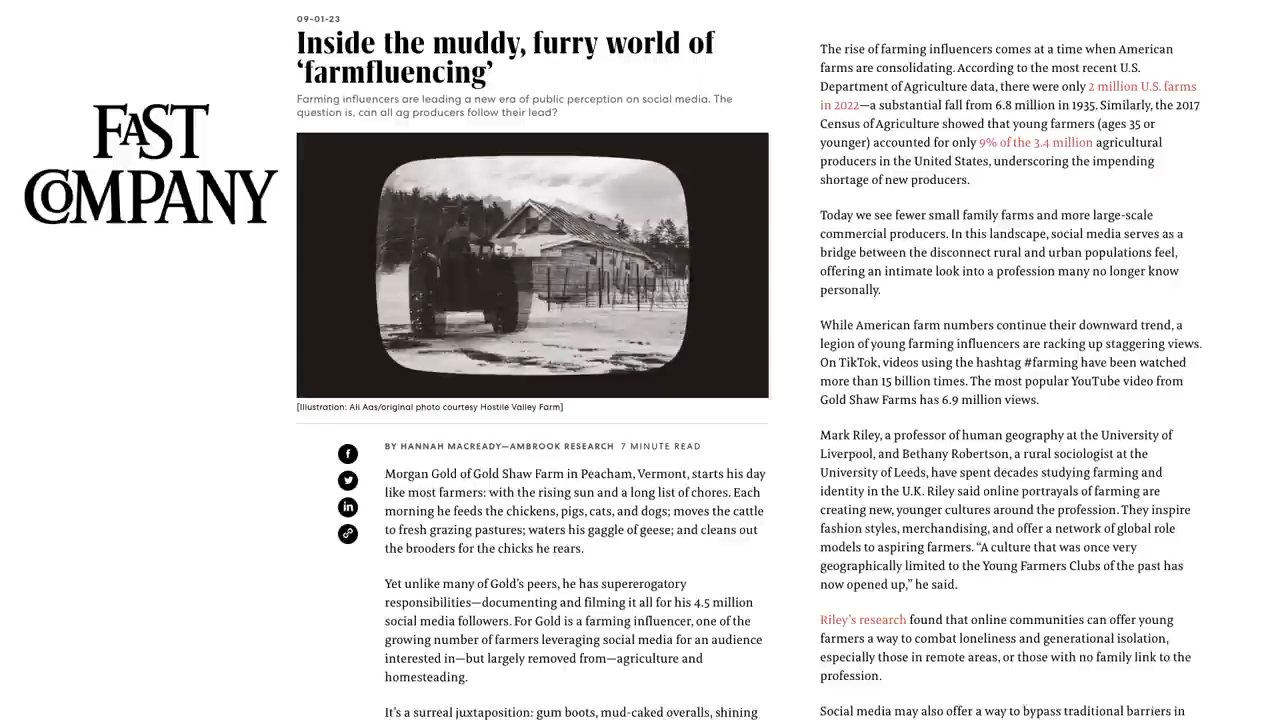 FAST
COMPANY
09-01-23
Inside the muddy, furry world of
‘farmfluencing’
Farming influencers are leading a new era of public perception on social media. The
question is, can all ag producers follow their lead?
[Illustration: Ali Aas/original photo courtesy Hostile Valley Farm]
BY HANNAH MACREADY—AMBROOK RESEARCH 7 MINUTE READ
Morgan Gold of Gold Shaw Farm in Peacham, Vermont, starts his day
like most farmers: with the rising sun and a long list of chores. Each
morning he feeds the chickens, pigs, cats, and dogs; moves the cattle
to fresh grazing pastures; waters his gaggle of geese; and cleans out
the brooders for the chicks he rears.
Yet unlike many of Gold’s peers, he has supererogatory
responsibilities—documenting and filming it all for his 4.5 million
social media followers. For Gold is a farming influencer, one of the
growing number of farmers leveraging social media for an audience
interested in—but largely removed from—agriculture and
homesteading.
It’s a surreal juxtaposition: gum boots, mud-caked overalls, shining
The rise of farming influencers comes at a time when American
farms are consolidating. According to the most recent U.S.
Department of Agriculture data, there were only 2 million U.S. farms
in 2022—a substantial fall from 6.8 million in 1935. Similarly, the 2017
Census of Agriculture showed that young farmers (ages 35 or
younger) accounted for only 9% of the 3.4 million agricultural
producers in the United States, underscoring the impending
shortage of new producers.
Today we see fewer small family farms and more large-scale
commercial producers. In this landscape, social media serves as a
bridge between the disconnect rural and urban populations feel,
offering an intimate look into a profession many no longer know
personally.
While American farm numbers continue their downward trend, a
legion of young farming influencers are racking up staggering views.
On TikTok, videos using the hashtag #farming have been watched
more than 15 billion times. The most popular YouTube video from
Gold Shaw Farms has 6.9 million views.
Mark Riley, a professor of human geography at the University of
Liverpool, and Bethany Robertson, a rural sociologist at the
University of Leeds, have spent decades studying farming and
identity in the U.K. Riley said online portrayals of farming are
creating new, younger cultures around the profession. They inspire
fashion styles, merchandising, and offer a network of global role
models to aspiring farmers. “A culture that was once very
geographically limited to the Young Farmers Clubs of the past has
now opened up,” he said.
Riley’s research found that online communities can offer young
farmers a way to combat loneliness and generational isolation,
especially those in remote areas, or those with no family link to the
profession.
Social media may also offer a way to bypass traditional barriers in